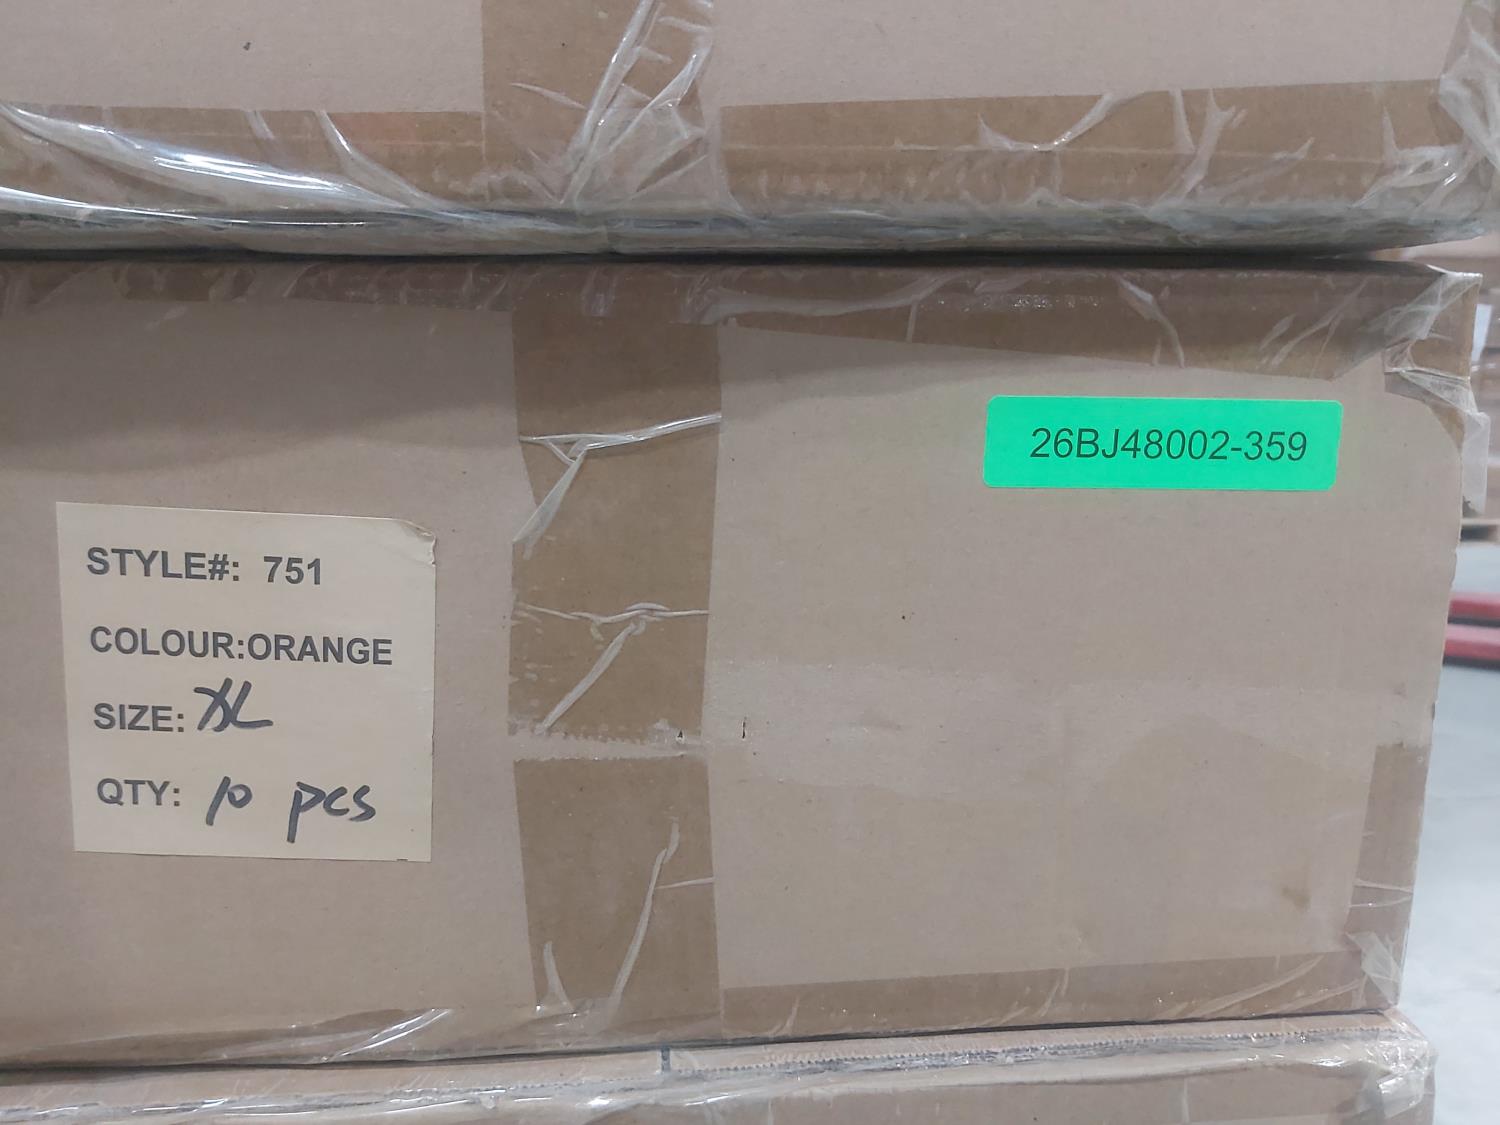 26BJ48002-359
STYLE#: 751
COLOUR:ORANGE
SIZE: XL
QTY: 10 pcs